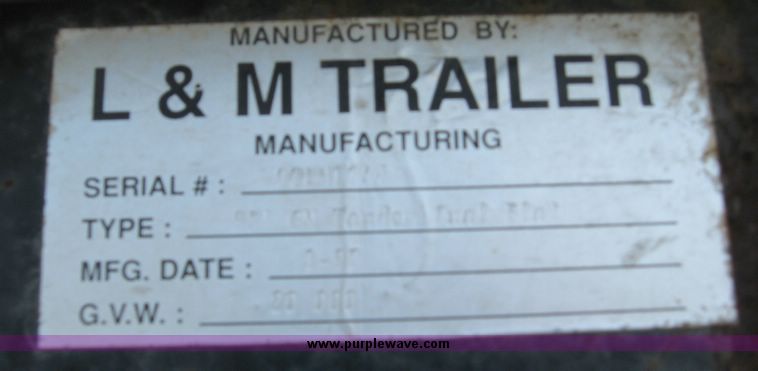 MANUFACTURED BY:
L & M TRAILER
MANUFACTURING
SERIAL # :
TYPE :
MFG. DATE :
G.V.W. :
www.purplewave.com